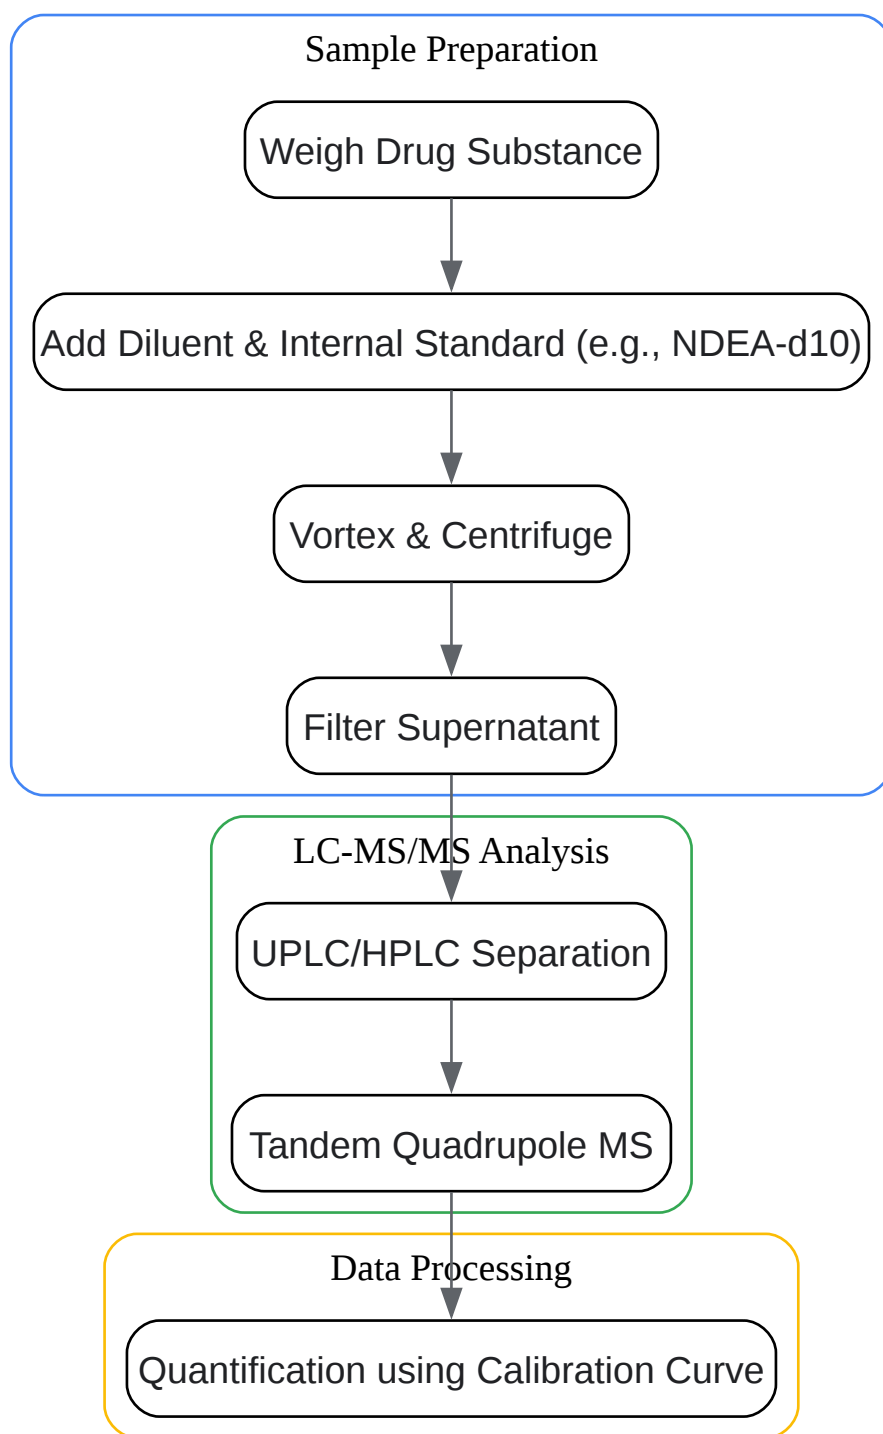 Sample Preparation
Weigh Drug Substance
Add Diluent & Internal Standard (e.g., NDEA-d10)
Vortex & Centrifuge
Filter Supernatant
LC-MS/MS Analysis
UPLC/HPLC Separation
Tandem Quadrupole MS
Data Processing
Quantification using Calibration Curve